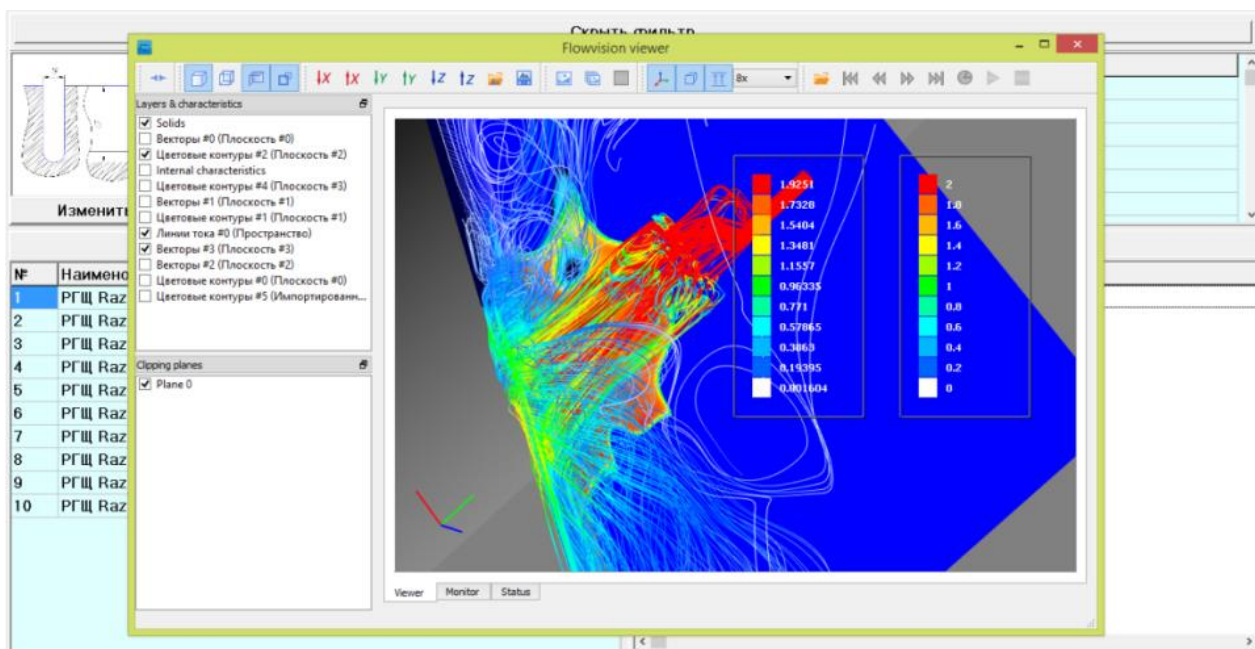 Скрыть фильтр
Flowvision viewer
8x
Layers & characteristics
Solids
Векторы #0 (Плоскость #0)
Цветовые контуры #2 (Плоскость #2)
Internal characteristics
Цветовые контуры #4 (Плоскость #3)
Векторы #1 (Плоскость #1)
Цветовые контуры #1 (Плоскость #1)
Линии тока #0 (Пространство)
Векторы #3 (Плоскость #3)
Векторы #2 (Плоскость #2)
Цветовые контуры #0 (Плоскость #0)
Цветовые контуры #5 (Импортированн...
Clipping planes
Plane 0
1.9251
1.7328
1.5404
1.3481
1.1557
0.96335
0.771
0.57865
0.3863
0.19395
0.001604
2
1.8
1.6
1.4
1.2
1
0.8
0.6
0.4
0.2
0
Viewer Monitor Status
Изменить
№ Наимено
1 РГЩ Raz
2 РГЩ Raz
3 РГЩ Raz
4 РГЩ Raz
5 РГЩ Raz
6 РГЩ Raz
7 РГЩ Raz
8 РГЩ Raz
9 РГЩ Raz
10 РГЩ Raz